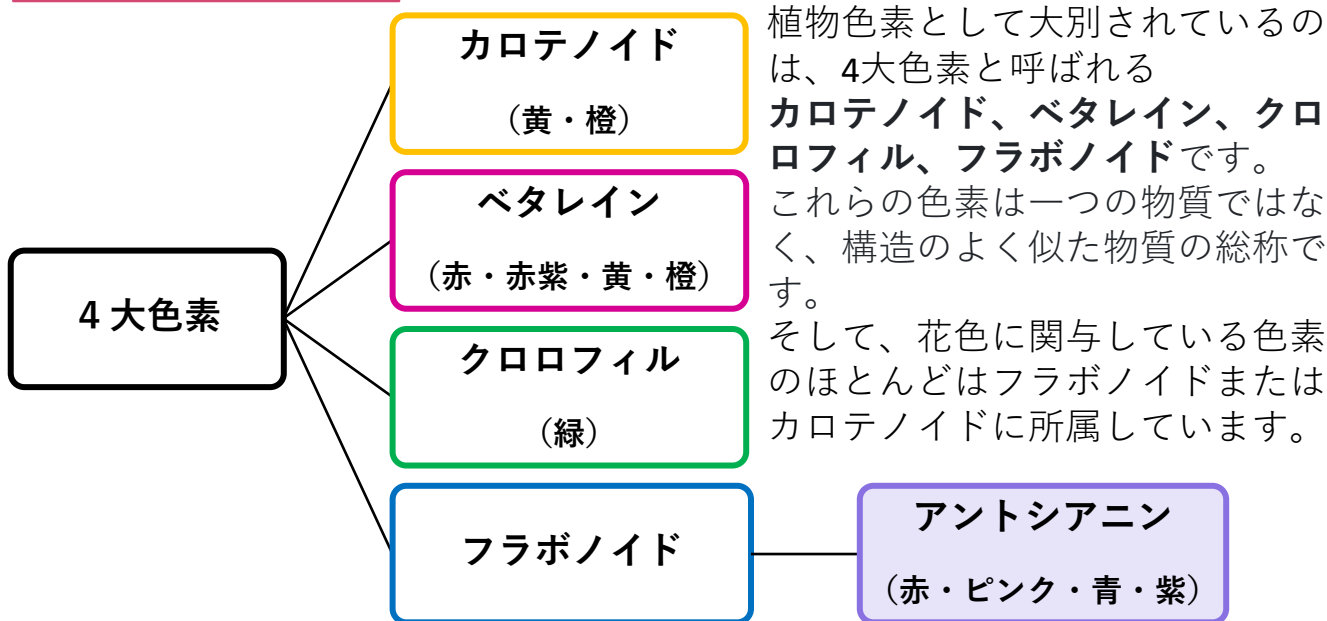 カロテノイド
（黄・橙）
ベタレイン
（赤・赤紫・黄・橙）
４大色素
クロロフィル
（緑）
フラボノイド
アントシアニン
（赤・ピンク・青・紫）
植物色素として大別されているの
は、4大色素と呼ばれる
カロテノイド、ベタレイン、クロ
ロフィル、フラボノイドです。
これらの色素は一つの物質ではな
く、構造のよく似た物質の総称で
す。
そして、花色に関与している色素
のほとんどはフラボノイドまたは
カロテノイドに所属しています。